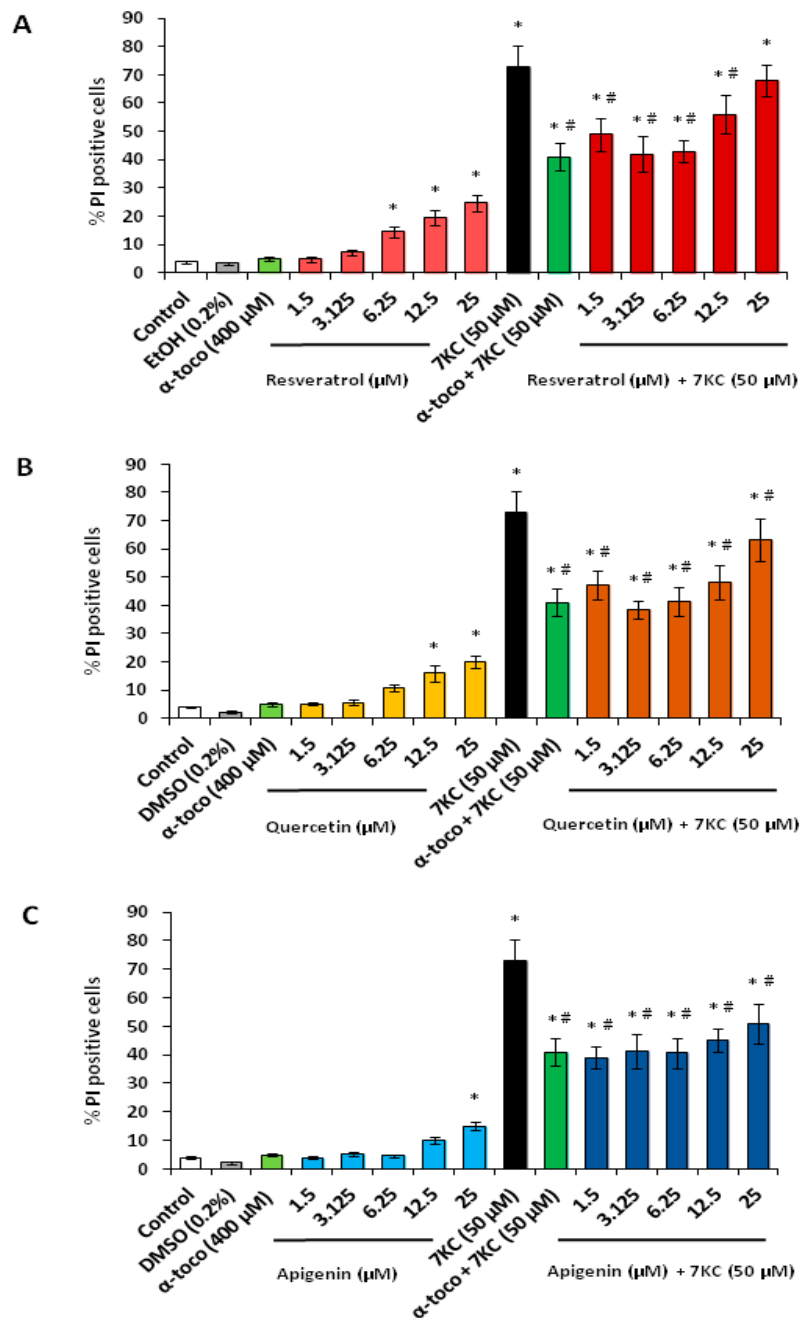 A
% PI positive cells
90
80
70
60
50
40
30
20
10
0
* * * * * # * # * # * # * # *
Control
EtOH (0.2%)
α-toco (400 µM)
1.5
3.125
6.25
12.5
25
7KC (50 µM)
α-toco + 7KC (50 µM)
1.5
3.125
6.25
12.5
25
Resveratrol (µM)
Resveratrol (µM) + 7KC (50 µM)
B
% PI positive cells
90
80
70
60
50
40
30
20
10
0
* * * * # * # * # * # * # * #
Control
DMSO (0.2%)
α-toco (400 µM)
1.5
3.125
6.25
12.5
25
7KC (50 µM)
α-toco + 7KC (50 µM)
1.5
3.125
6.25
12.5
25
Quercetin (µM)
Quercetin (µM) + 7KC (50 µM)
C
% PI positive cells
90
80
70
60
50
40
30
20
10
0
* * * # * # * # * # * # * #
Control
DMSO (0.2%)
α-toco (400 µM)
1.5
3.125
6.25
12.5
25
7KC (50 µM)
α-toco + 7KC (50 µM)
1.5
3.125
6.25
12.5
25
Apigenin (µM)
Apigenin (µM) + 7KC (50 µM)